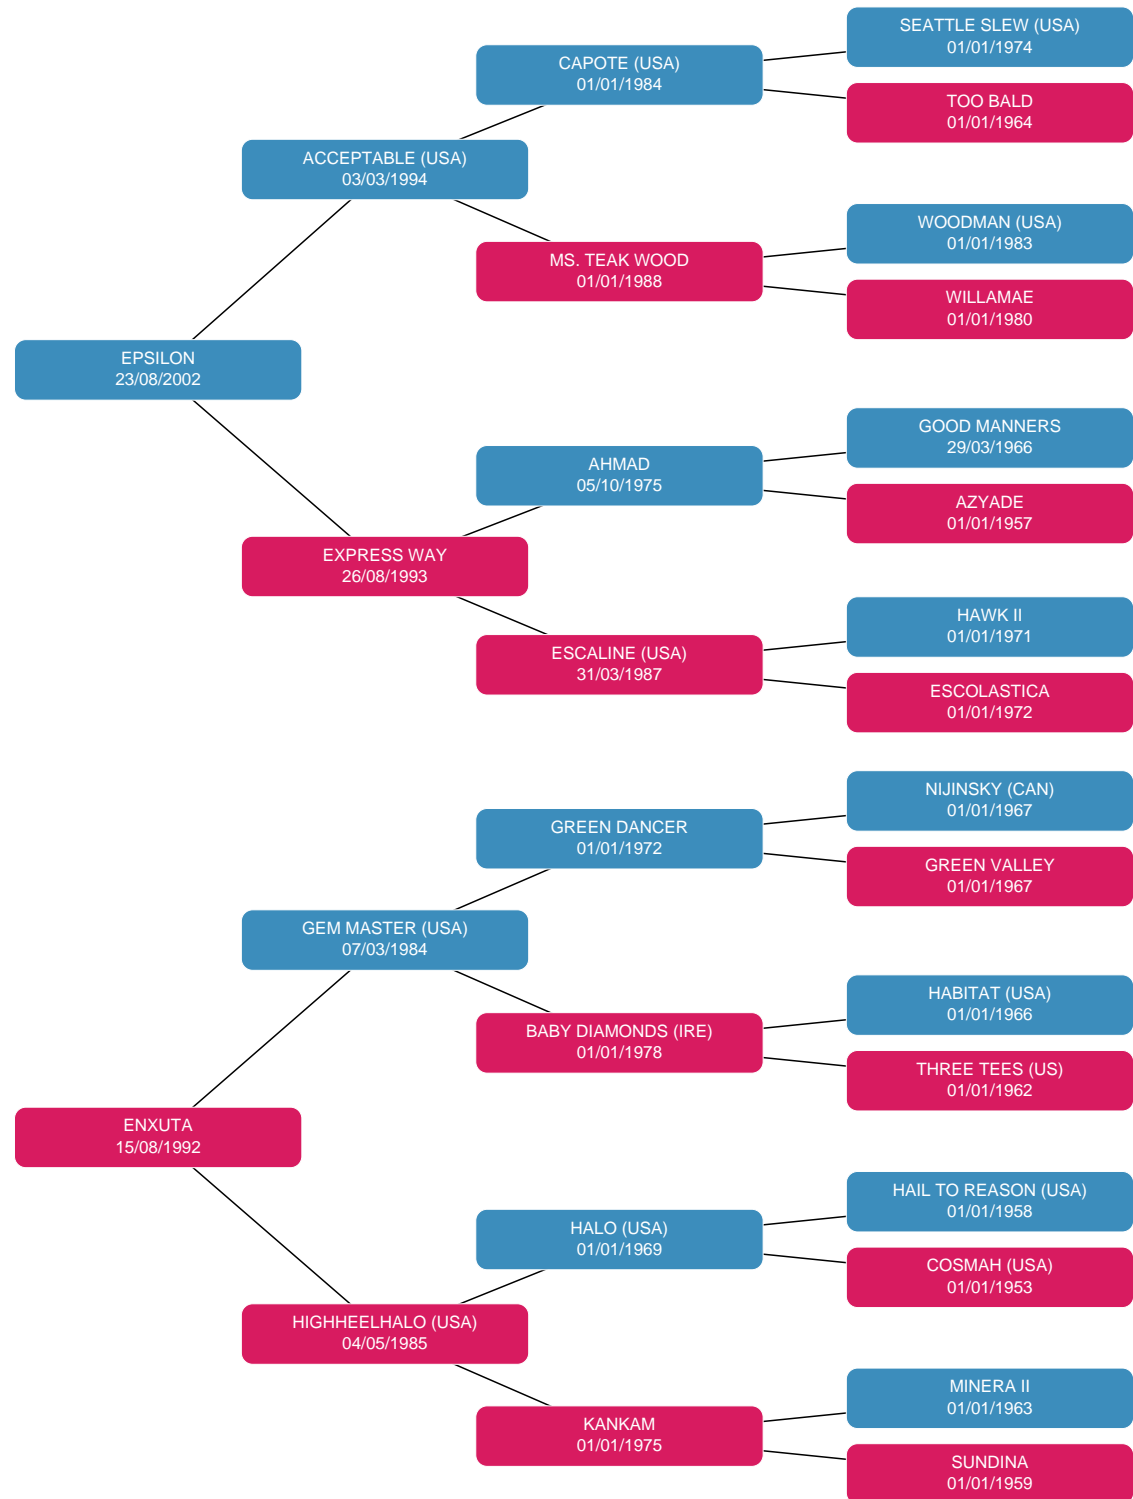 SEATTLE SLEW (USA)
01/01/1974
CAPOTE (USA)
01/01/1984
TOO BALD
01/01/1964
ACCEPTABLE (USA)
03/03/1994
WOODMAN (USA)
01/01/1983
MS. TEAK WOOD
01/01/1988
WILLAMAE
01/01/1980
EPSILON
23/08/2002
GOOD MANNERS
29/03/1966
AHMAD
05/10/1975
AZYADE
01/01/1957
EXPRESS WAY
26/08/1993
HAWK II
01/01/1971
ESCALINE (USA)
31/03/1987
ESCOLASTICA
01/01/1972
NIJINSKY (CAN)
01/01/1967
GREEN DANCER
01/01/1972
GREEN VALLEY
01/01/1967
GEM MASTER (USA)
07/03/1984
HABITAT (USA)
01/01/1966
BABY DIAMONDS (IRE)
01/01/1978
THREE TEES (US)
01/01/1962
ENXUTA
15/08/1992
HAIL TO REASON (USA)
01/01/1958
HALO (USA)
01/01/1969
COSMAH (USA)
01/01/1953
HIGHHEELHALO (USA)
04/05/1985
MINERA II
01/01/1963
KANKAM
01/01/1975
SUNDINA
01/01/1959